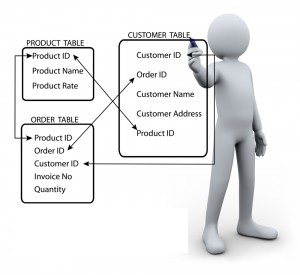 PRODUCT TABLE
Product ID
Product Name
Product Rate
CUSTOMER TABLE
Customer ID
Order ID
Customer Name
Customer Address
Product ID
ORDER TABLE
Product ID
Order ID
Customer ID
Invoice No
Quantity